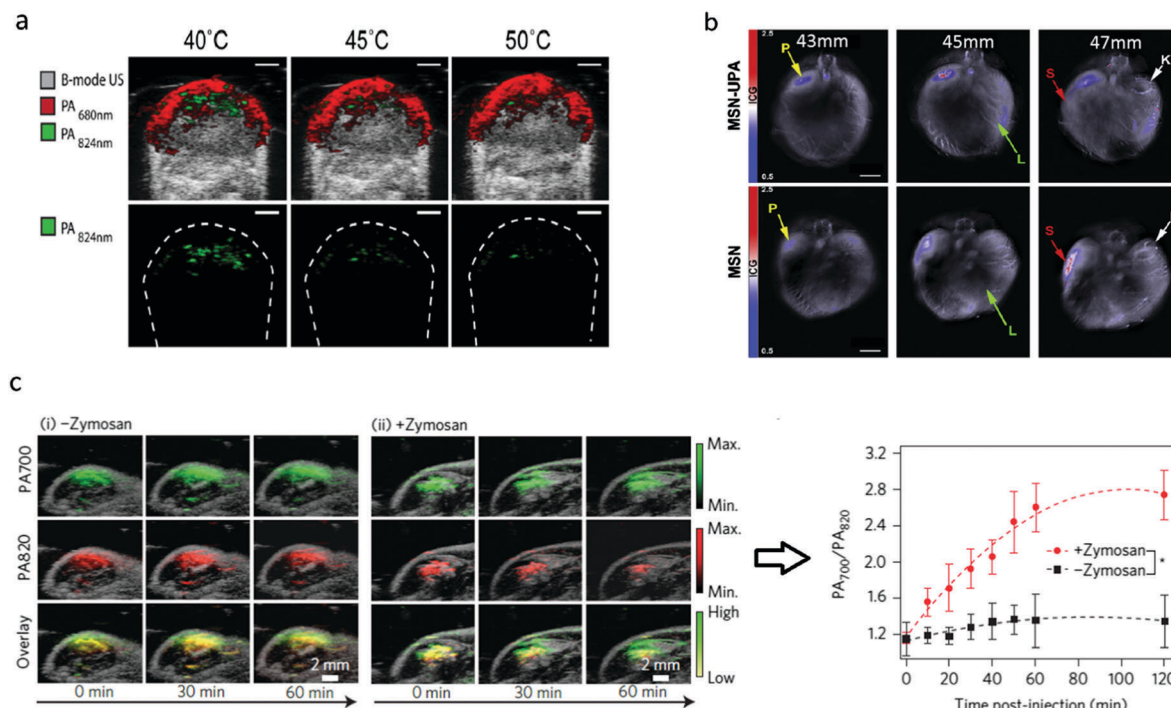 a
40°C 45°C 50°C
B-mode US
PA 680nm
PA 824nm
PA 824nm
b
43mm 45mm 47mm
MSN-UPA
2.5
ICG
0.5
P
L
S
K
MSN
2.5
ICG
0.5
P
L
S
c
(i) –Zymosan (ii) +Zymosan
PA700
Max.
Min.
PA820
Max.
Min.
Overlay
High
Low
2 mm 2 mm
0 min 30 min 60 min 0 min 30 min 60 min
PA700/PA820
3.2
2.8
2.4
2.0
1.6
1.2
+Zymosan
–Zymosan
*
0 20 40 60 80 100 120
Time post-injection (min)